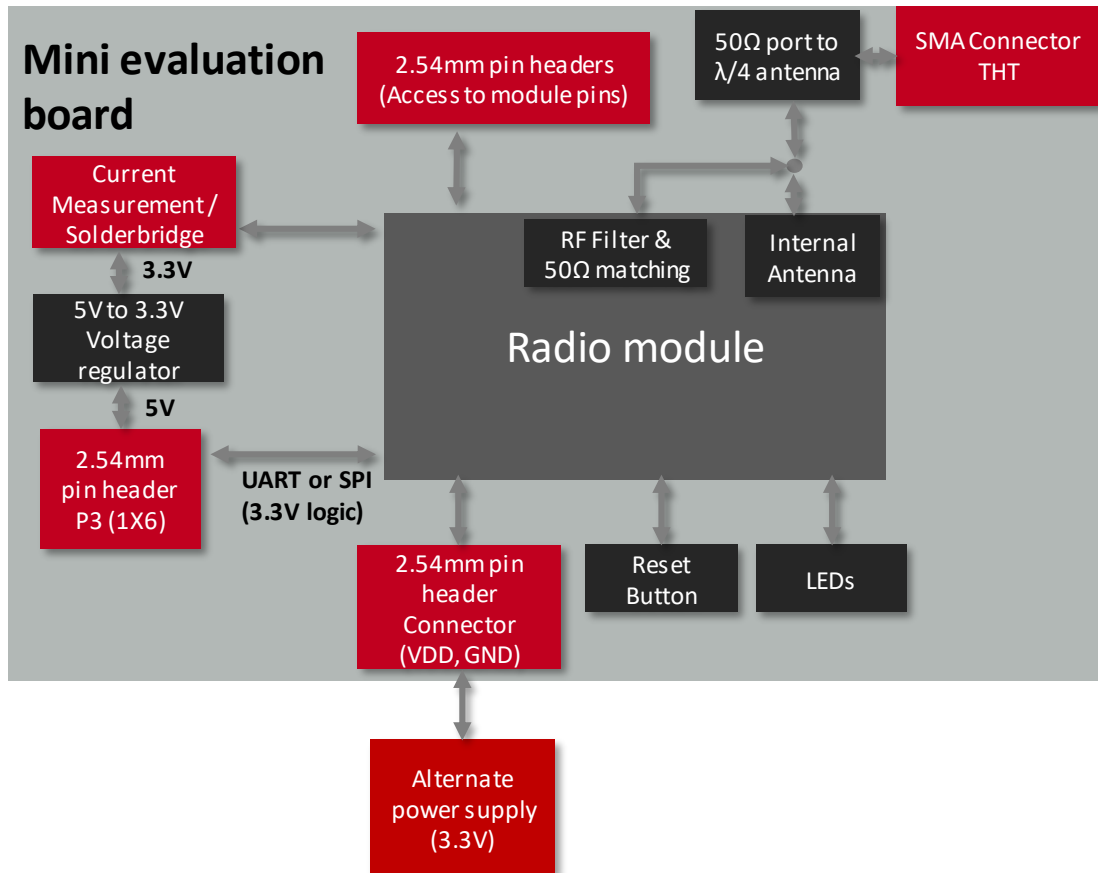 Mini evaluation
board
2.54mm pin headers
(Access to module pins)
50Ω port to
λ/4 antenna
SMA Connector
THT
Current
Measurement /
Solderbridge
3.3V
5V to 3.3V
Voltage
regulator
5V
2.54mm
pin header
P3 (1X6)
UART or SPI
(3.3V logic)
RF Filter &
50Ω matching
Internal
Antenna
Radio module
2.54mm pin
header
Connector
(VDD, GND)
Reset
Button
LEDs
Alternate
power supply
(3.3V)